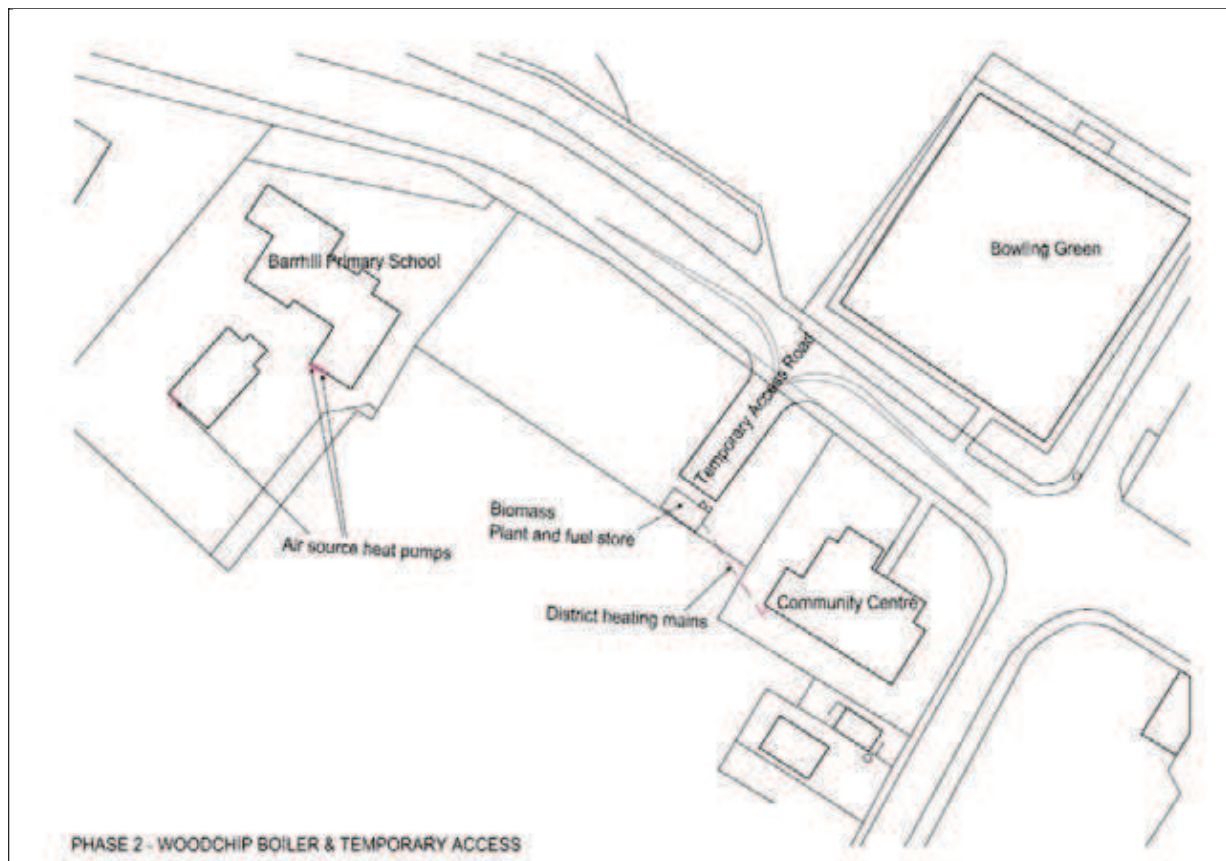 Bowling Green
Barrhill Primary School
Temporary Access Road
Biomass
Plant and fuel store
Air source heat pumps
Community Centre
District heating mains
PHASE 2 - WOODCHIP BOILER & TEMPORARY ACCESS